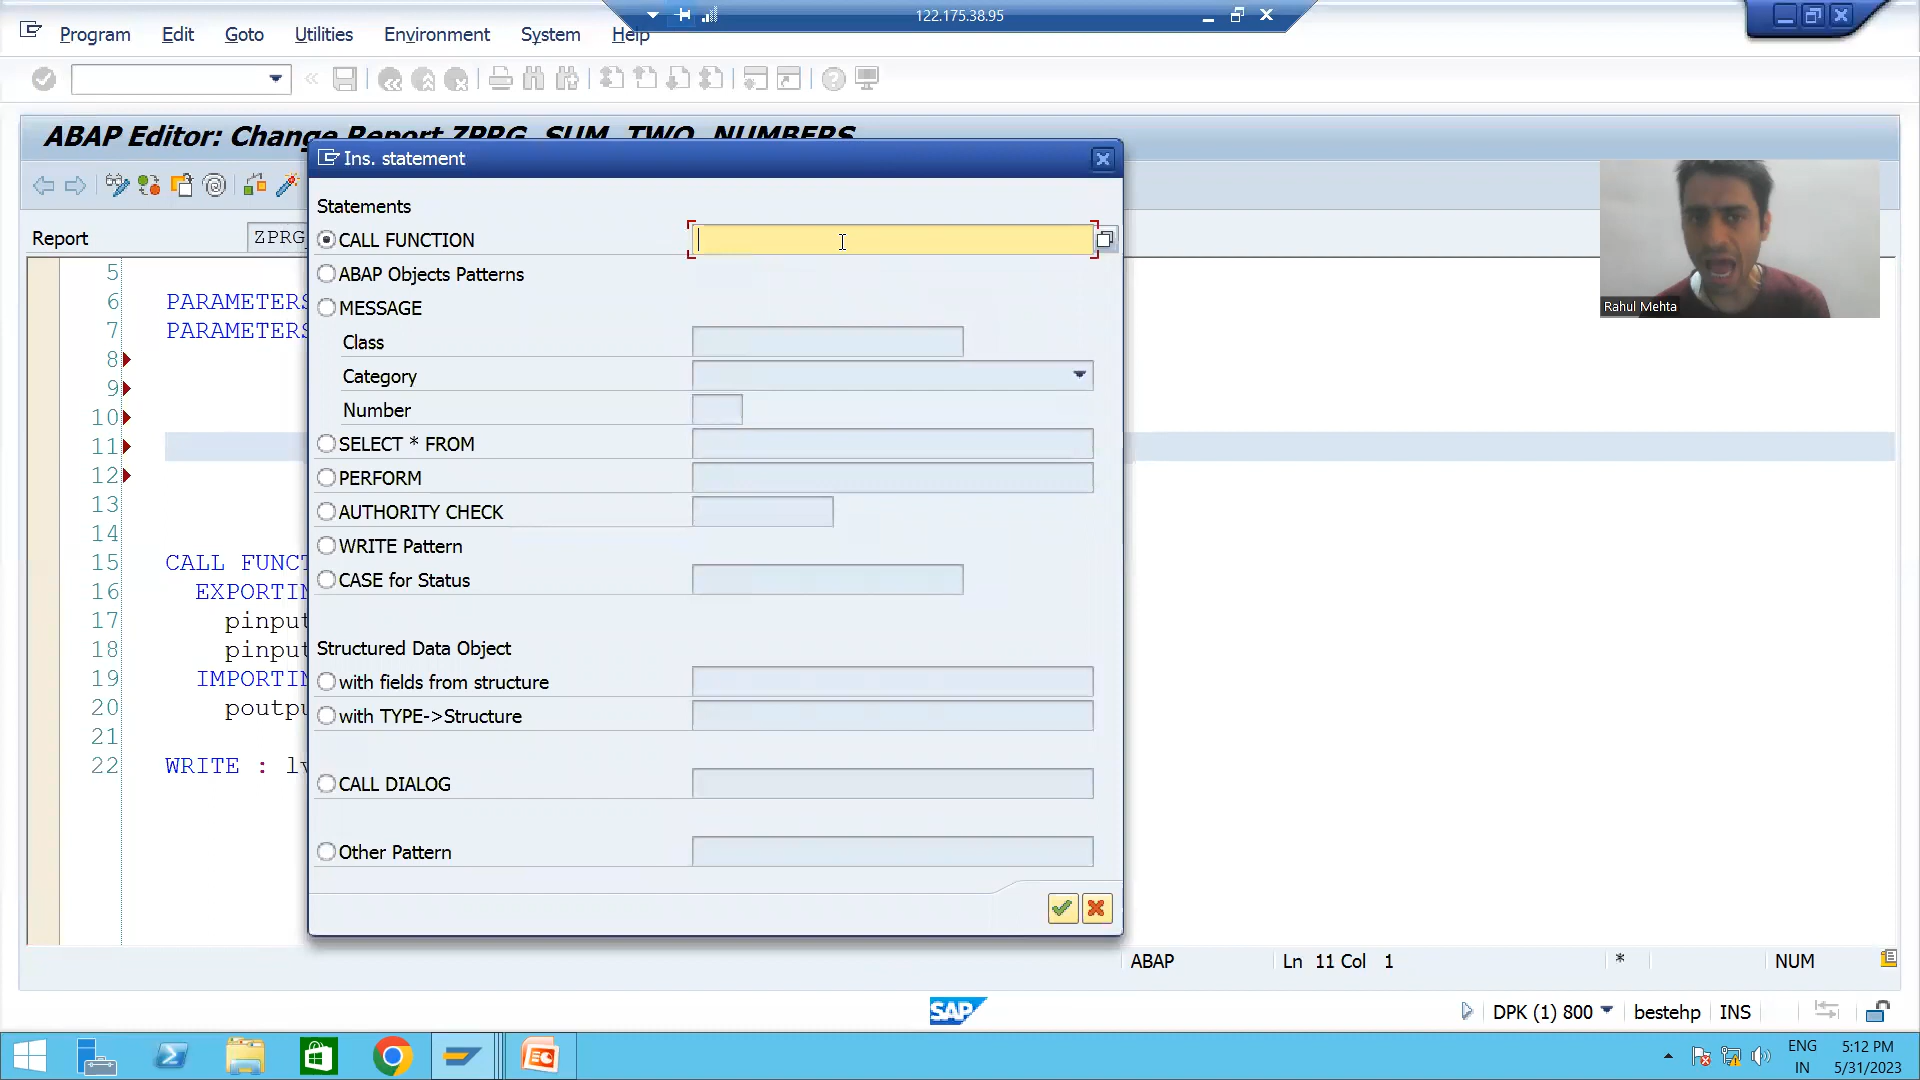 122.175.38.95
Program Edit Goto Utilities Environment System Help
ABAP Editor: Change Report ZPRG_SUM_TWO_NUMBERS
Ins. statement
Statements
Report ZPRG
CALL FUNCTION
ABAP Objects Patterns
MESSAGE
Class
Category
Number
SELECT * FROM
PERFORM
AUTHORITY CHECK
WRITE Pattern
CASE for Status
Structured Data Object
with fields from structure
with TYPE->Structure
CALL DIALOG
Other Pattern
Rahul Mehta
5
6 PARAMETERS
7 PARAMETERS
8
9
10
11
12
13
14
15 CALL FUNCT
16 EXPORTIN
17 pinput
18 pinput
19 IMPORTIN
20 poutpu
21
22 WRITE : lv
ABAP Ln 11 Col 1 * NUM
SAP DPK (1) 800 bestehp INS
ENG 5:12 PM
IN 5/31/2023